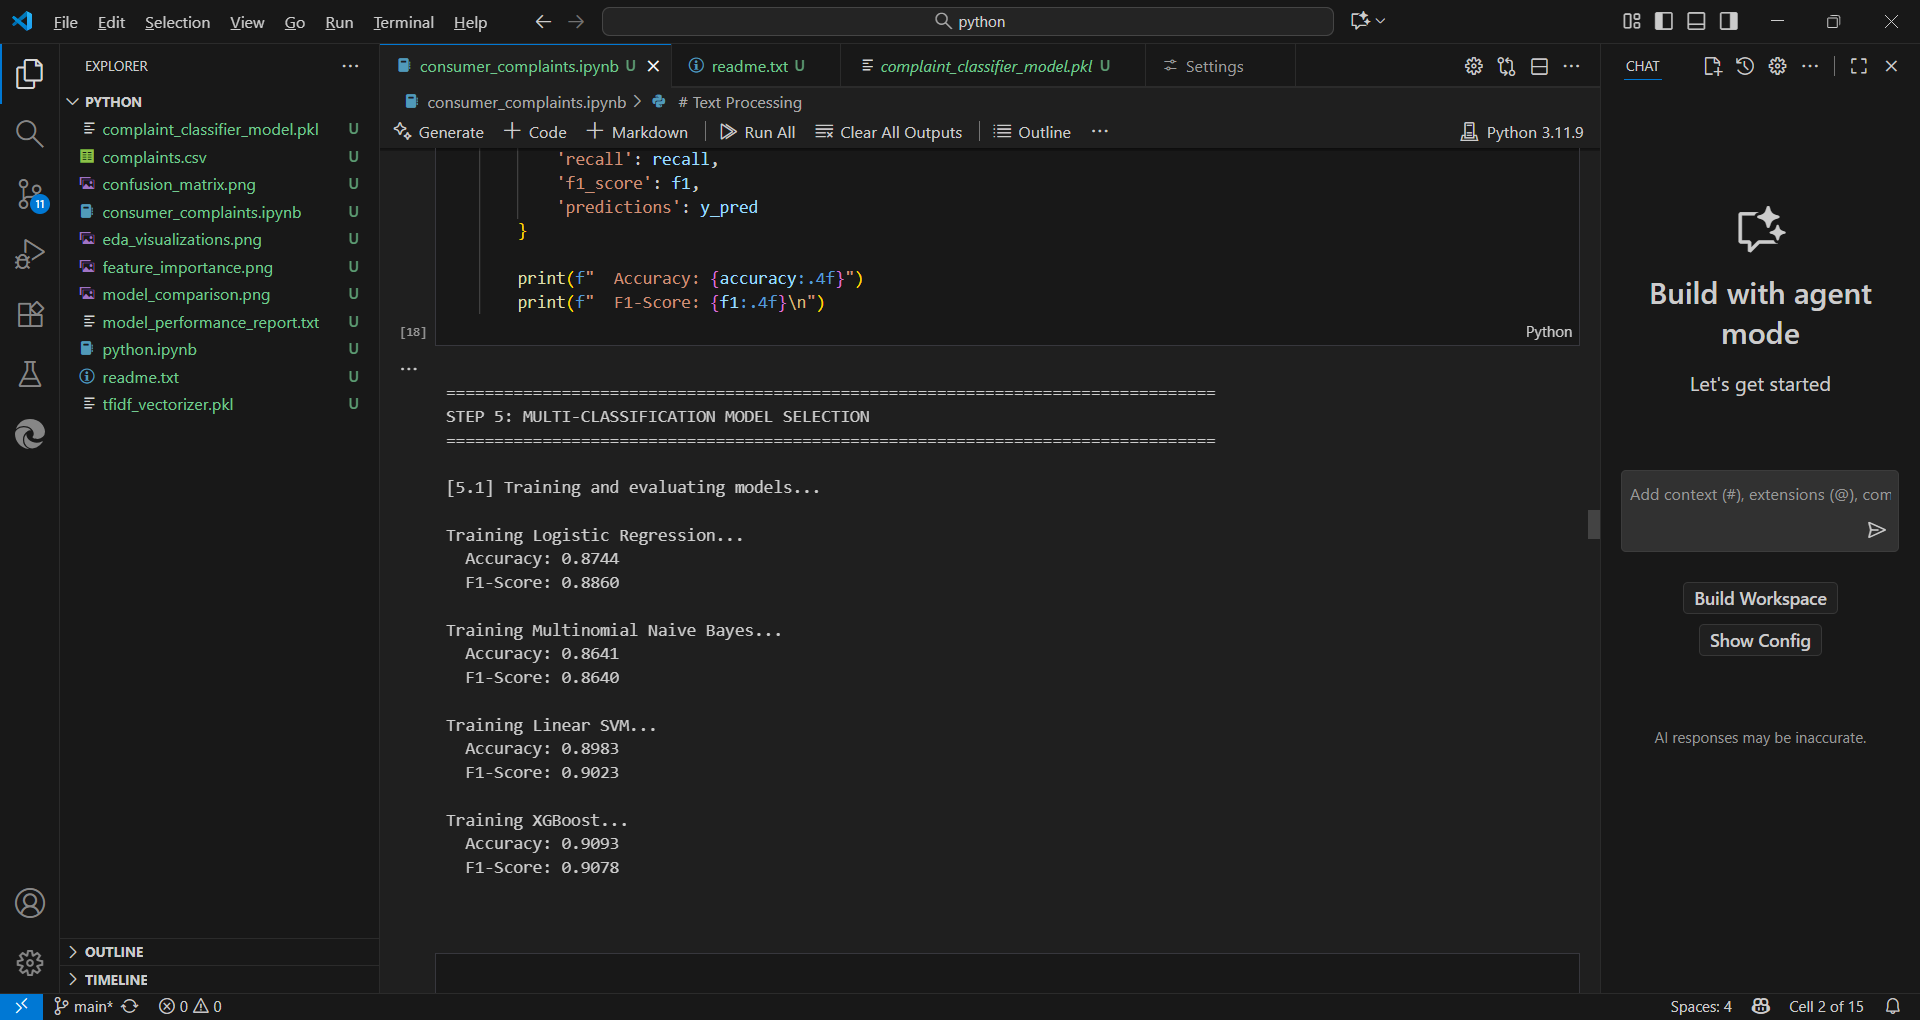 File Edit Selection View Go Run Terminal Help
python
EXPLORER
PYTHON
complaint_classifier_model.pkl U
complaints.csv U
confusion_matrix.png U
consumer_complaints.ipynb U
eda_visualizations.png U
feature_importance.png U
model_comparison.png U
model_performance_report.txt U
python.ipynb U
readme.txt U
tfidf_vectorizer.pkl U
11
OUTLINE
TIMELINE
consumer_complaints.ipynb U
readme.txt U
complaint_classifier_model.pkl U
Settings
consumer_complaints.ipynb > # Text Processing
Generate + Code + Markdown Run All Clear All Outputs Outline ... Python 3.11.9
'recall': recall,
'f1_score': f1,
'predictions': y_pred
}
print(f"  Accuracy: {accuracy:.4f}")
print(f"  F1-Score: {f1:.4f}\n")
[18]
Python
...
================================================================================
STEP 5: MULTI-CLASSIFICATION MODEL SELECTION
================================================================================
[5.1] Training and evaluating models...
Training Logistic Regression...
Accuracy: 0.8744
F1-Score: 0.8860
Training Multinomial Naive Bayes...
Accuracy: 0.8641
F1-Score: 0.8640
Training Linear SVM...
Accuracy: 0.8983
F1-Score: 0.9023
Training XGBoost...
Accuracy: 0.9093
F1-Score: 0.9078
CHAT
Build with agent
mode
Let's get started
Add context (#), extensions (@), com
Build Workspace
Show Config
AI responses may be inaccurate.
main* 0 0
Spaces: 4 Cell 2 of 15